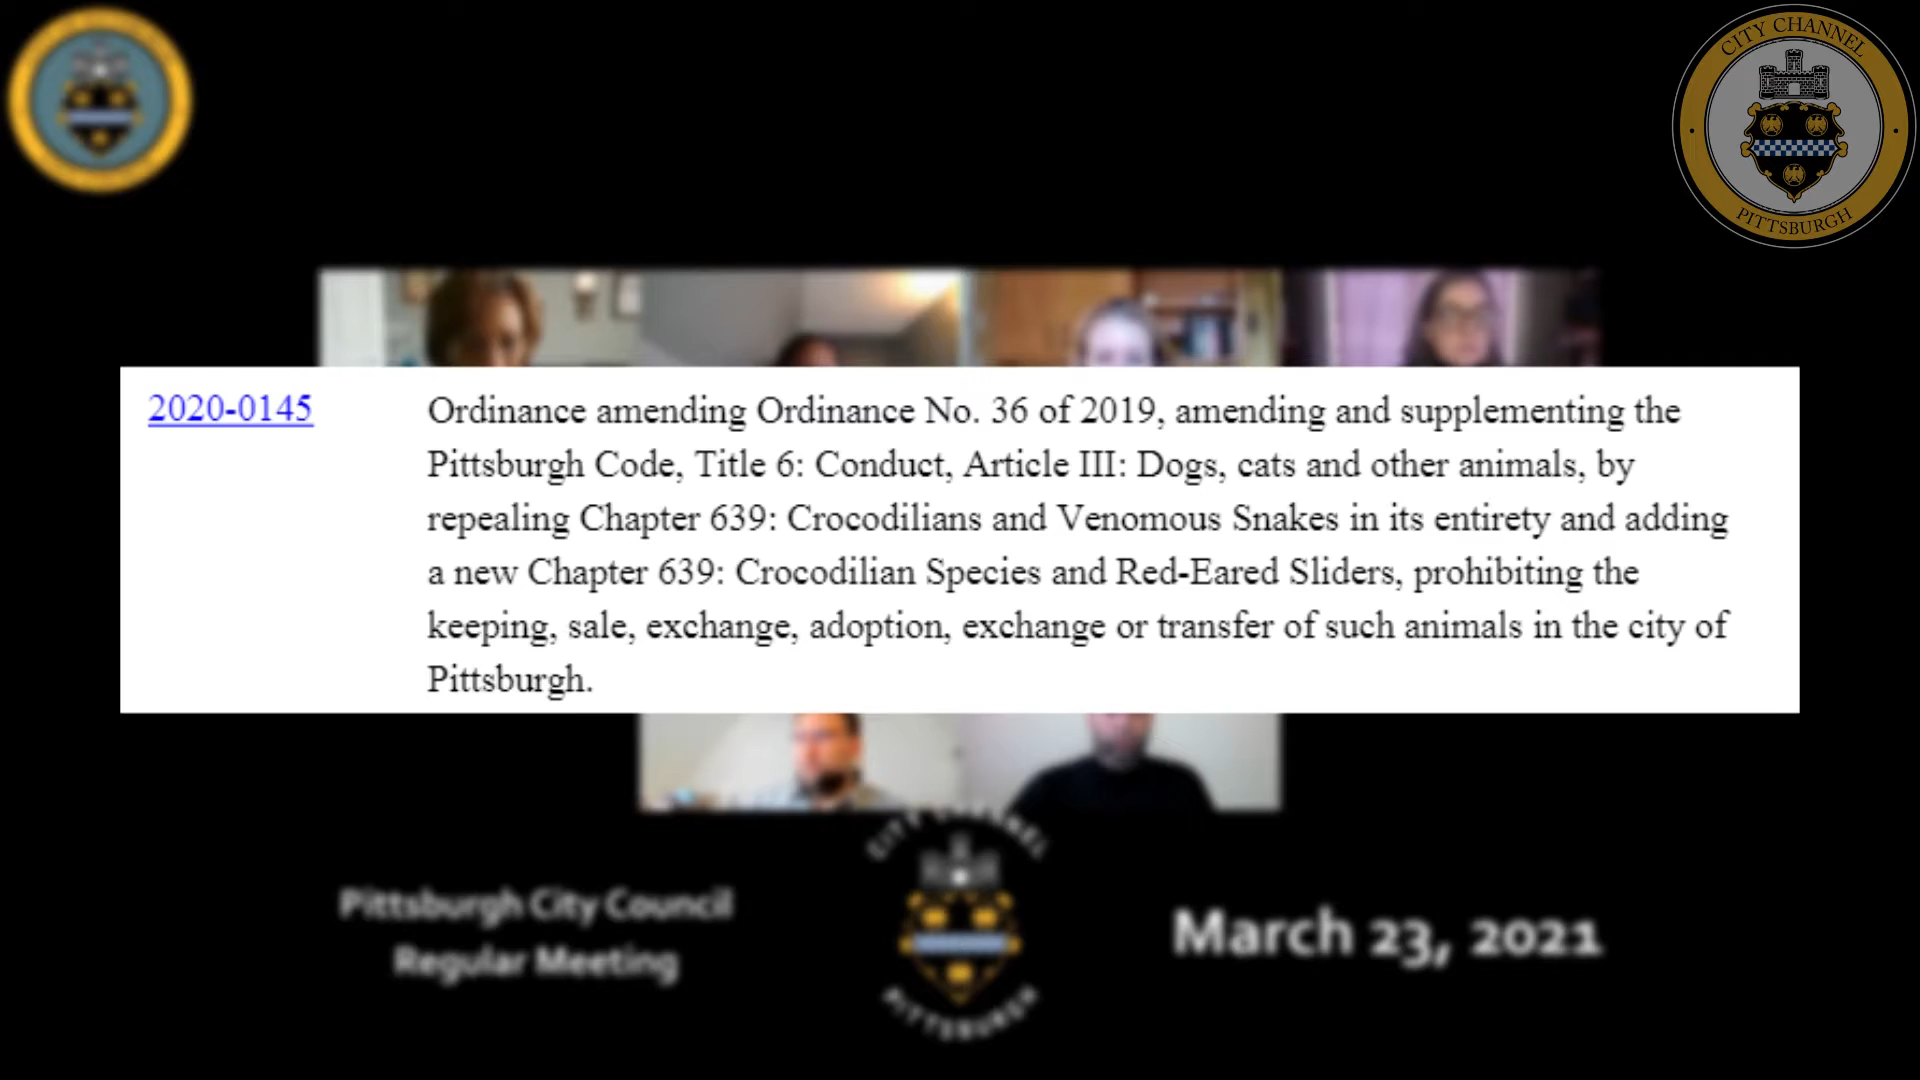 CITY CHANNEL
PITTSBURGH
2020-0145
Ordinance amending Ordinance No. 36 of 2019, amending and supplementing the
Pittsburgh Code, Title 6: Conduct, Article III: Dogs, cats and other animals, by
repealing Chapter 639: Crocodilians and Venomous Snakes in its entirety and adding
a new Chapter 639: Crocodilian Species and Red-Eared Sliders, prohibiting the
keeping, sale, exchange, adoption, exchange or transfer of such animals in the city of
Pittsburgh.
CITY CHANNEL
PITTSBURGH
Pittsburgh City Council
Regular Meeting
March 23, 2021